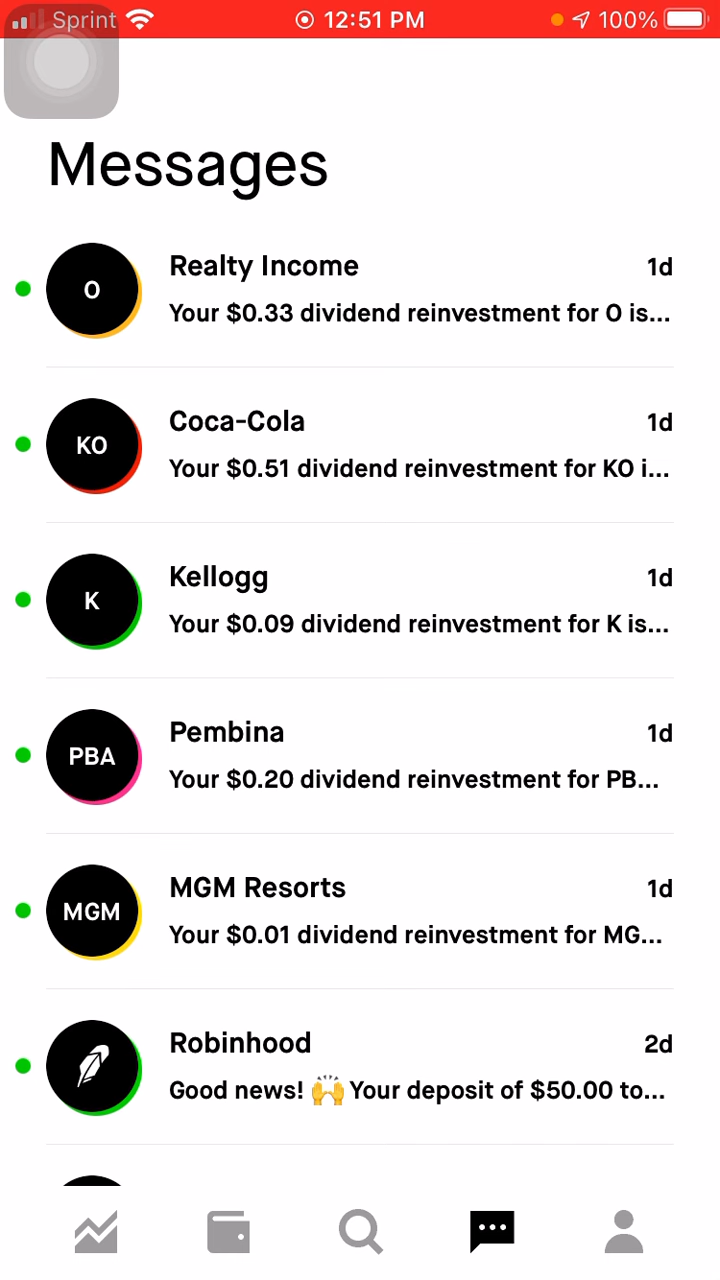 Sprint 12:51 PM 100%
Messages
O Realty Income 1d
Your $0.33 dividend reinvestment for O is...
KO Coca-Cola 1d
Your $0.51 dividend reinvestment for KO i...
K Kellogg 1d
Your $0.09 dividend reinvestment for K is...
PBA Pembina 1d
Your $0.20 dividend reinvestment for PB...
MGM MGM Resorts 1d
Your $0.01 dividend reinvestment for MG...
Robinhood 2d
Good news! 🙌 Your deposit of $50.00 to...